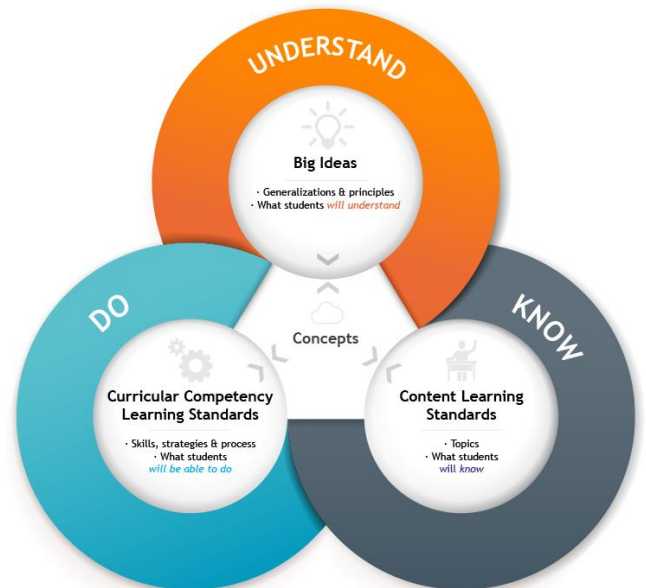 UNDERSTAND
Big Ideas
· Generalizations & principles
· What students will understand
Concepts
DO
Curricular Competency
Learning Standards
· Skills, strategies & process
· What students
will be able to do
KNOW
Content Learning
Standards
· Topics
· What students
will know